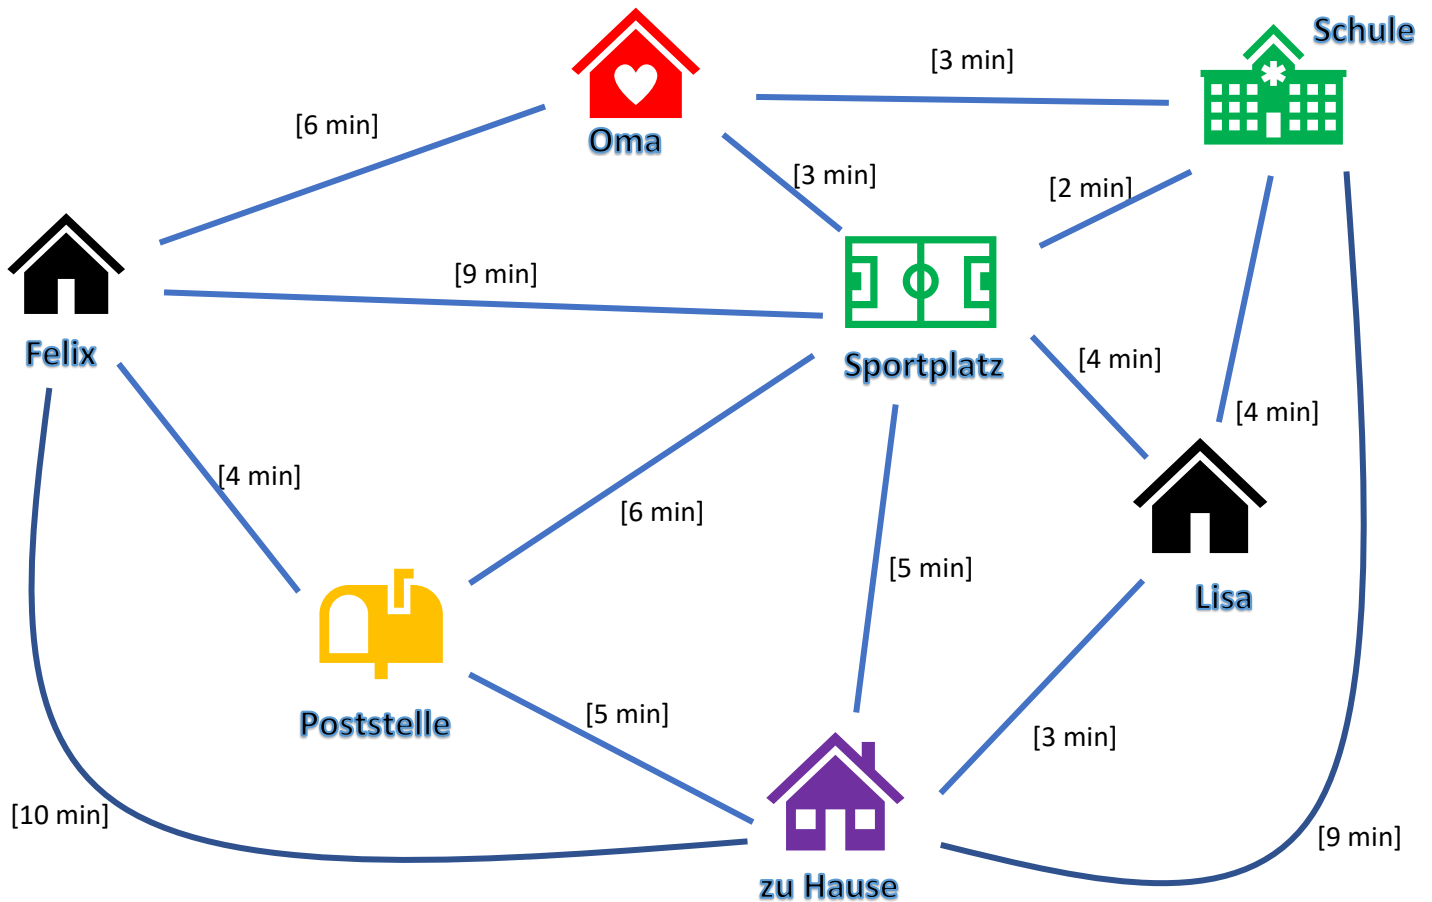 Schule
[3 min]
[6 min]
Oma
[3 min]
[2 min]
[9 min]
Felix
Sportplatz
[4 min]
[4 min]
[4 min]
[6 min]
[5 min]
Lisa
Poststelle
[5 min]
[3 min]
[10 min]
[9 min]
zu Hause